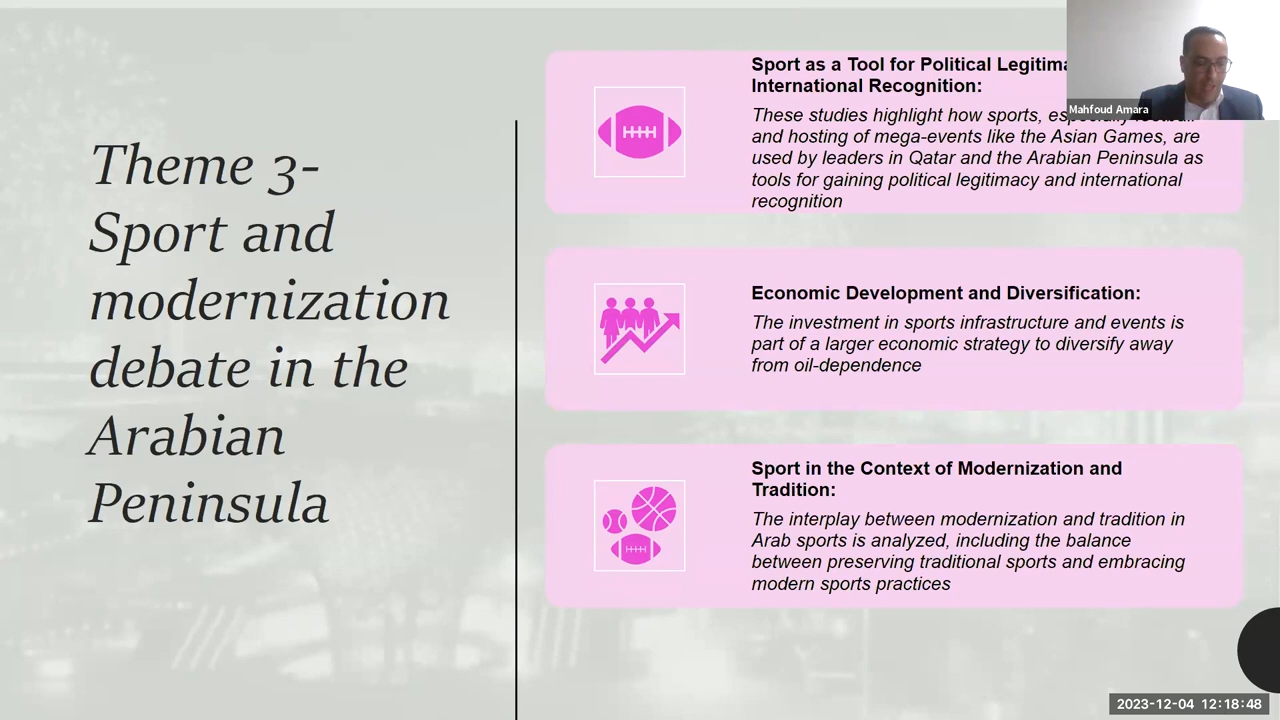 Theme 3-
Sport and
modernization
debate in the
Arabian
Peninsula
Sport as a Tool for Political
International Recognition:
These studies highlight how sports,
and hosting of mega-events like the Asian Games, are
used by leaders in Qatar and the Arabian Peninsula as
tools for gaining political legitimacy and international
recognition
Economic Development and Diversification:
The investment in sports infrastructure and events is
part of a larger economic strategy to diversify away
from oil-dependence
Sport in the Context of Modernization and
Tradition:
The interplay between modernization and tradition in
Arab sports is analyzed, including the balance
between preserving traditional sports and embracing
modern sports practices
Mahfoud Amara
2023-12-04 12:18:48